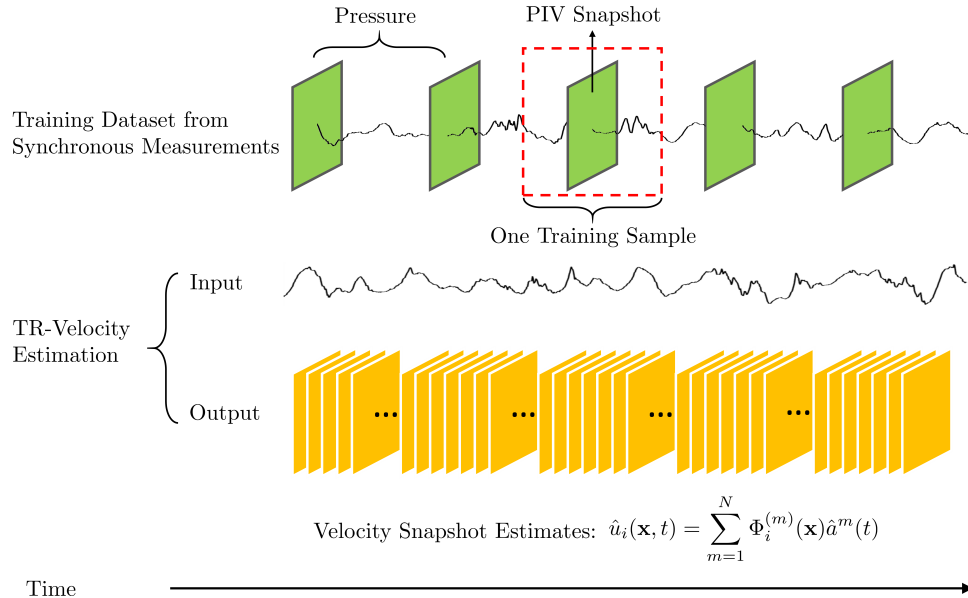 Pressure
PIV Snapshot
Training Dataset from
Synchronous Measurements
One Training Sample
Input
TR-Velocity
Estimation
Output
... ... ... ...
Velocity Snapshot Estimates: $\hat{u}_i(\mathbf{x}, t) = \sum_{m=1}^{N} \Phi_i^{(m)}(\mathbf{x}) \hat{a}^m(t)$
Time